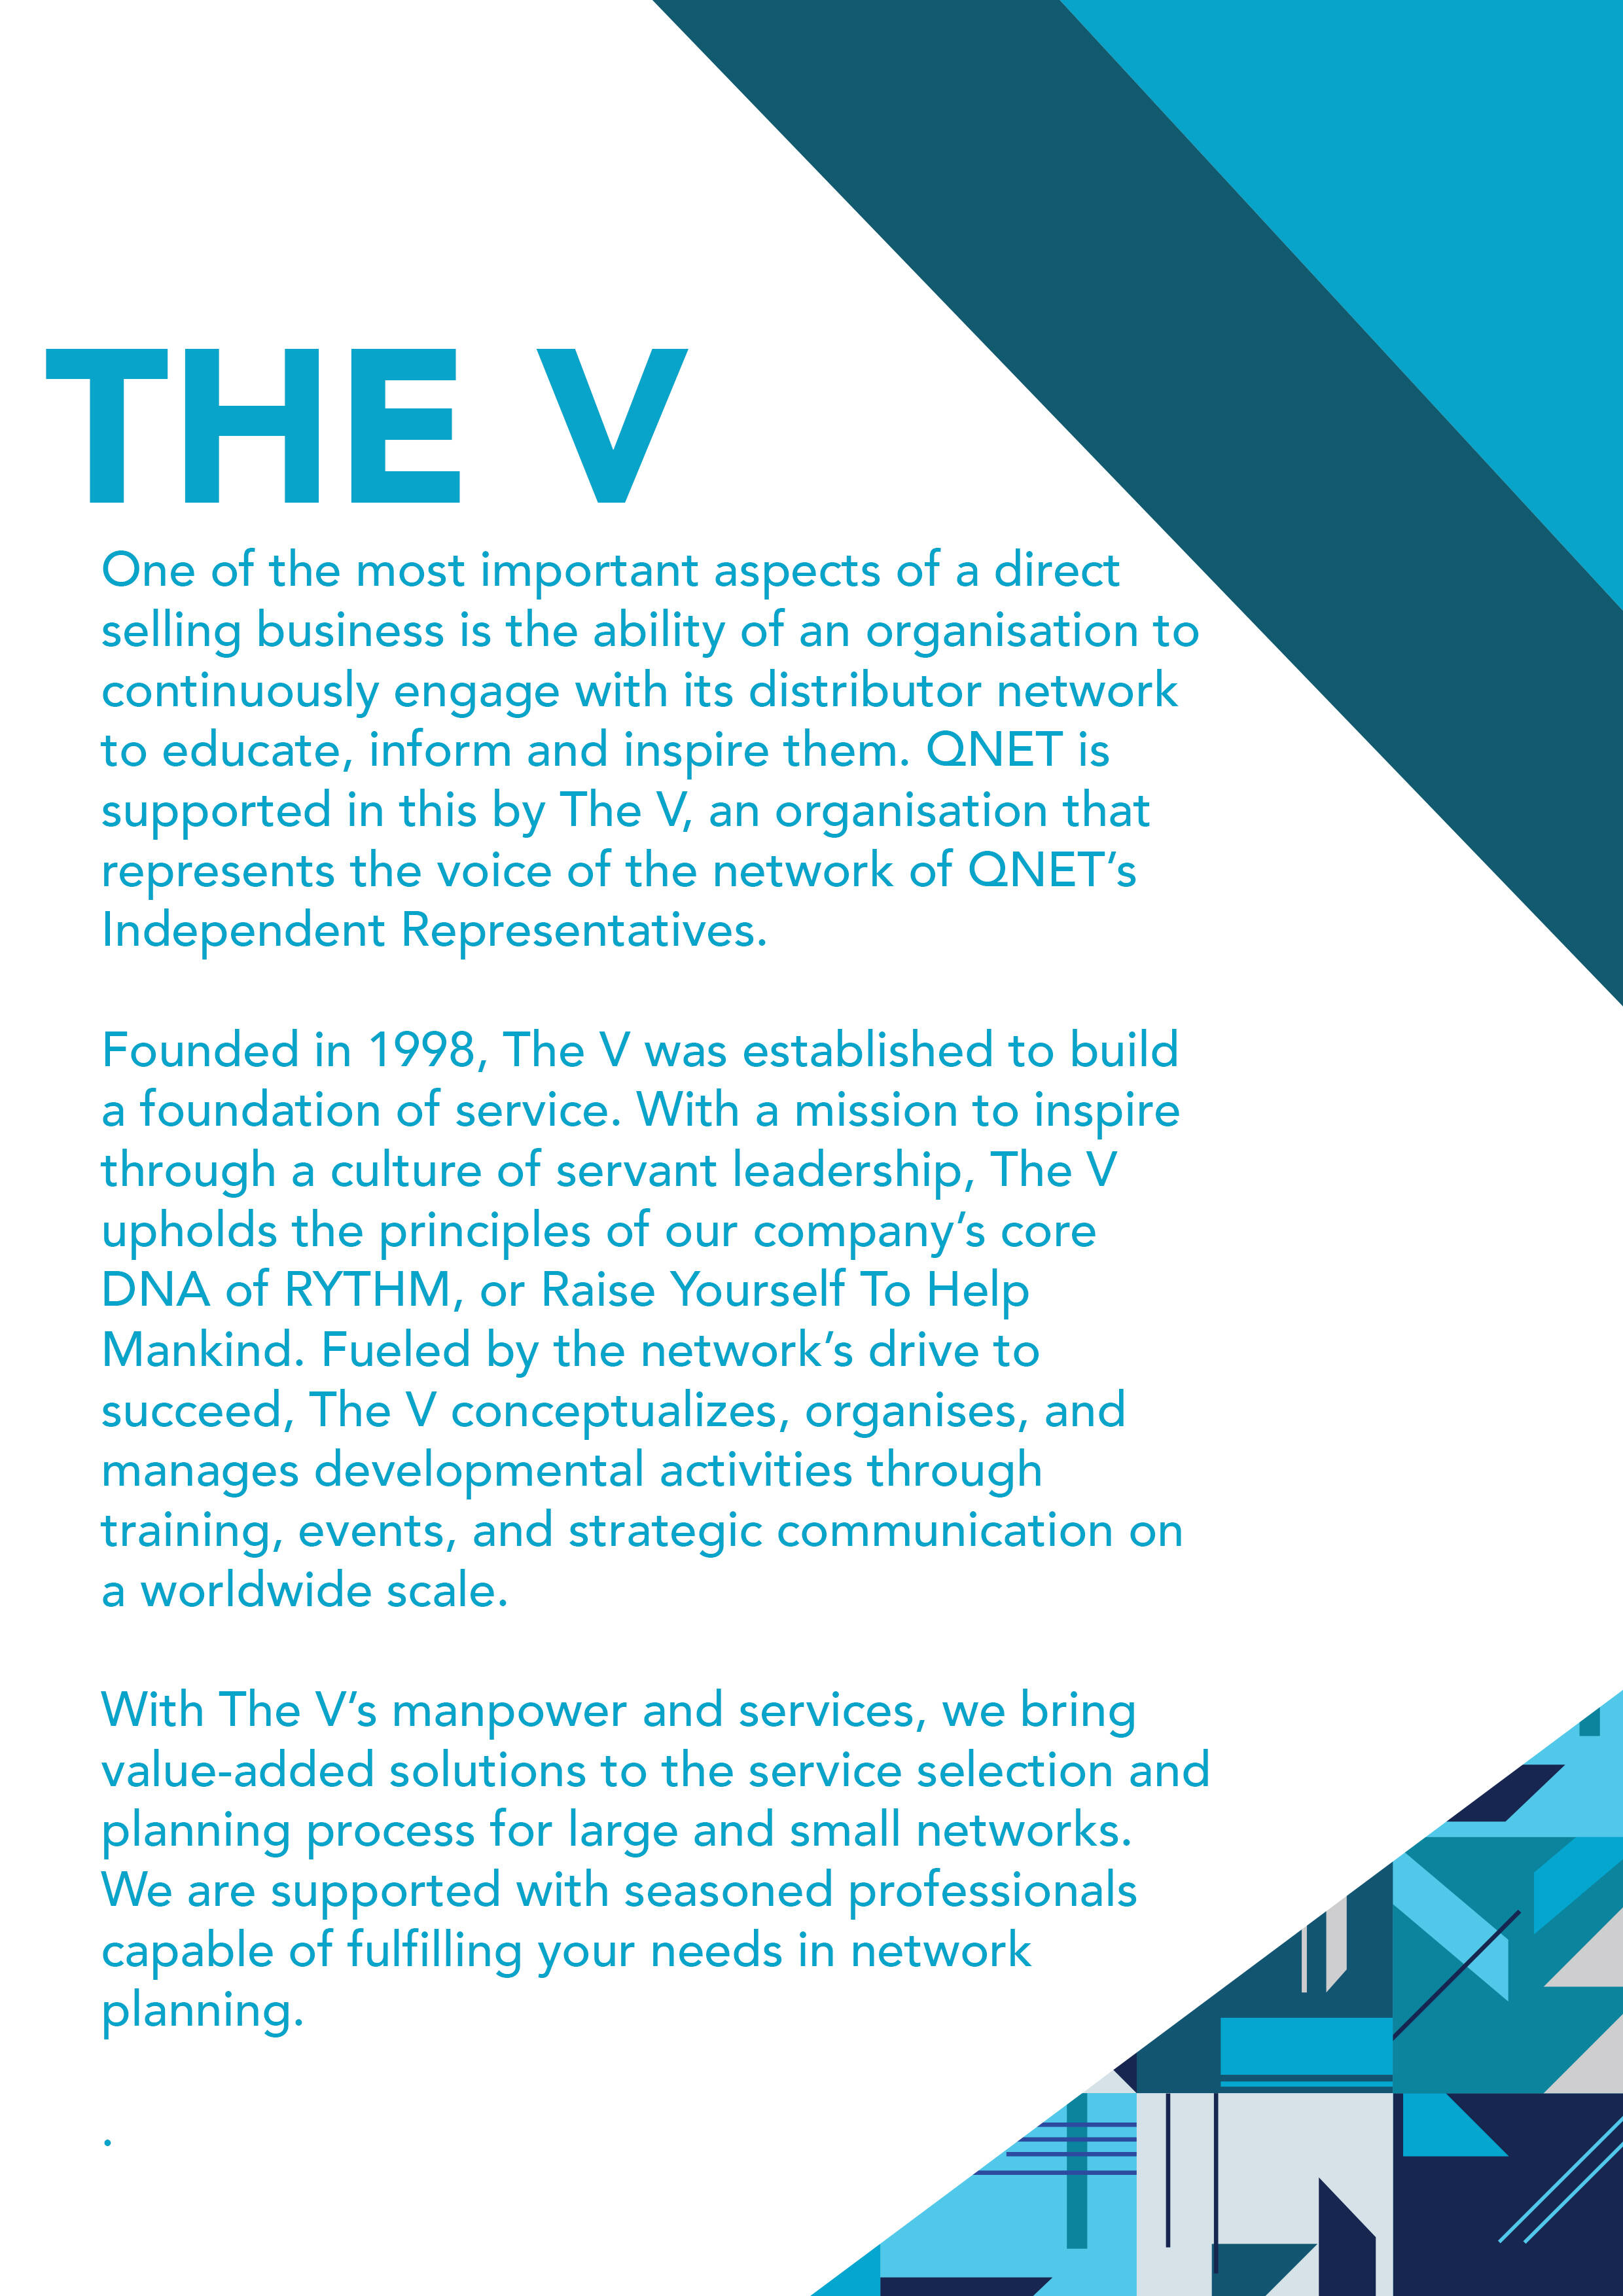 THE V
One of the most important aspects of a direct
selling business is the ability of an organisation to
continuously engage with its distributor network
to educate, inform and inspire them. QNET is
supported in this by The V, an organisation that
represents the voice of the network of QNET’s
Independent Representatives.
Founded in 1998, The V was established to build
a foundation of service. With a mission to inspire
through a culture of servant leadership, The V
upholds the principles of our company’s core
DNA of RYTHM, or Raise Yourself To Help
Mankind. Fueled by the network’s drive to
succeed, The V conceptualizes, organises, and
manages developmental activities through
training, events, and strategic communication on
a worldwide scale.
With The V’s manpower and services, we bring
value-added solutions to the service selection and
planning process for large and small networks.
We are supported with seasoned professionals
capable of fulfilling your needs in network
planning.
.